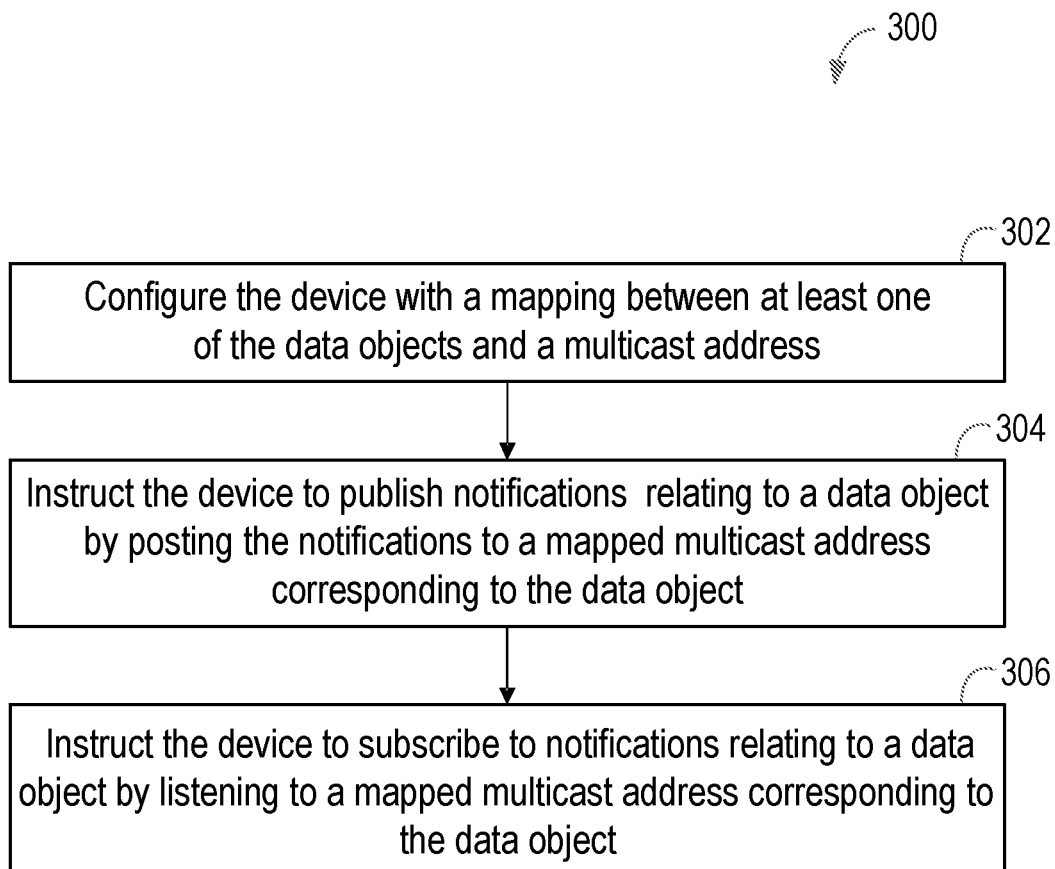 300
302
Configure the device with a mapping between at least one
of the data objects and a multicast address
304
Instruct the device to publish notifications relating to a data object
by posting the notifications to a mapped multicast address
corresponding to the data object
306
Instruct the device to subscribe to notifications relating to a data
object by listening to a mapped multicast address corresponding to
the data object